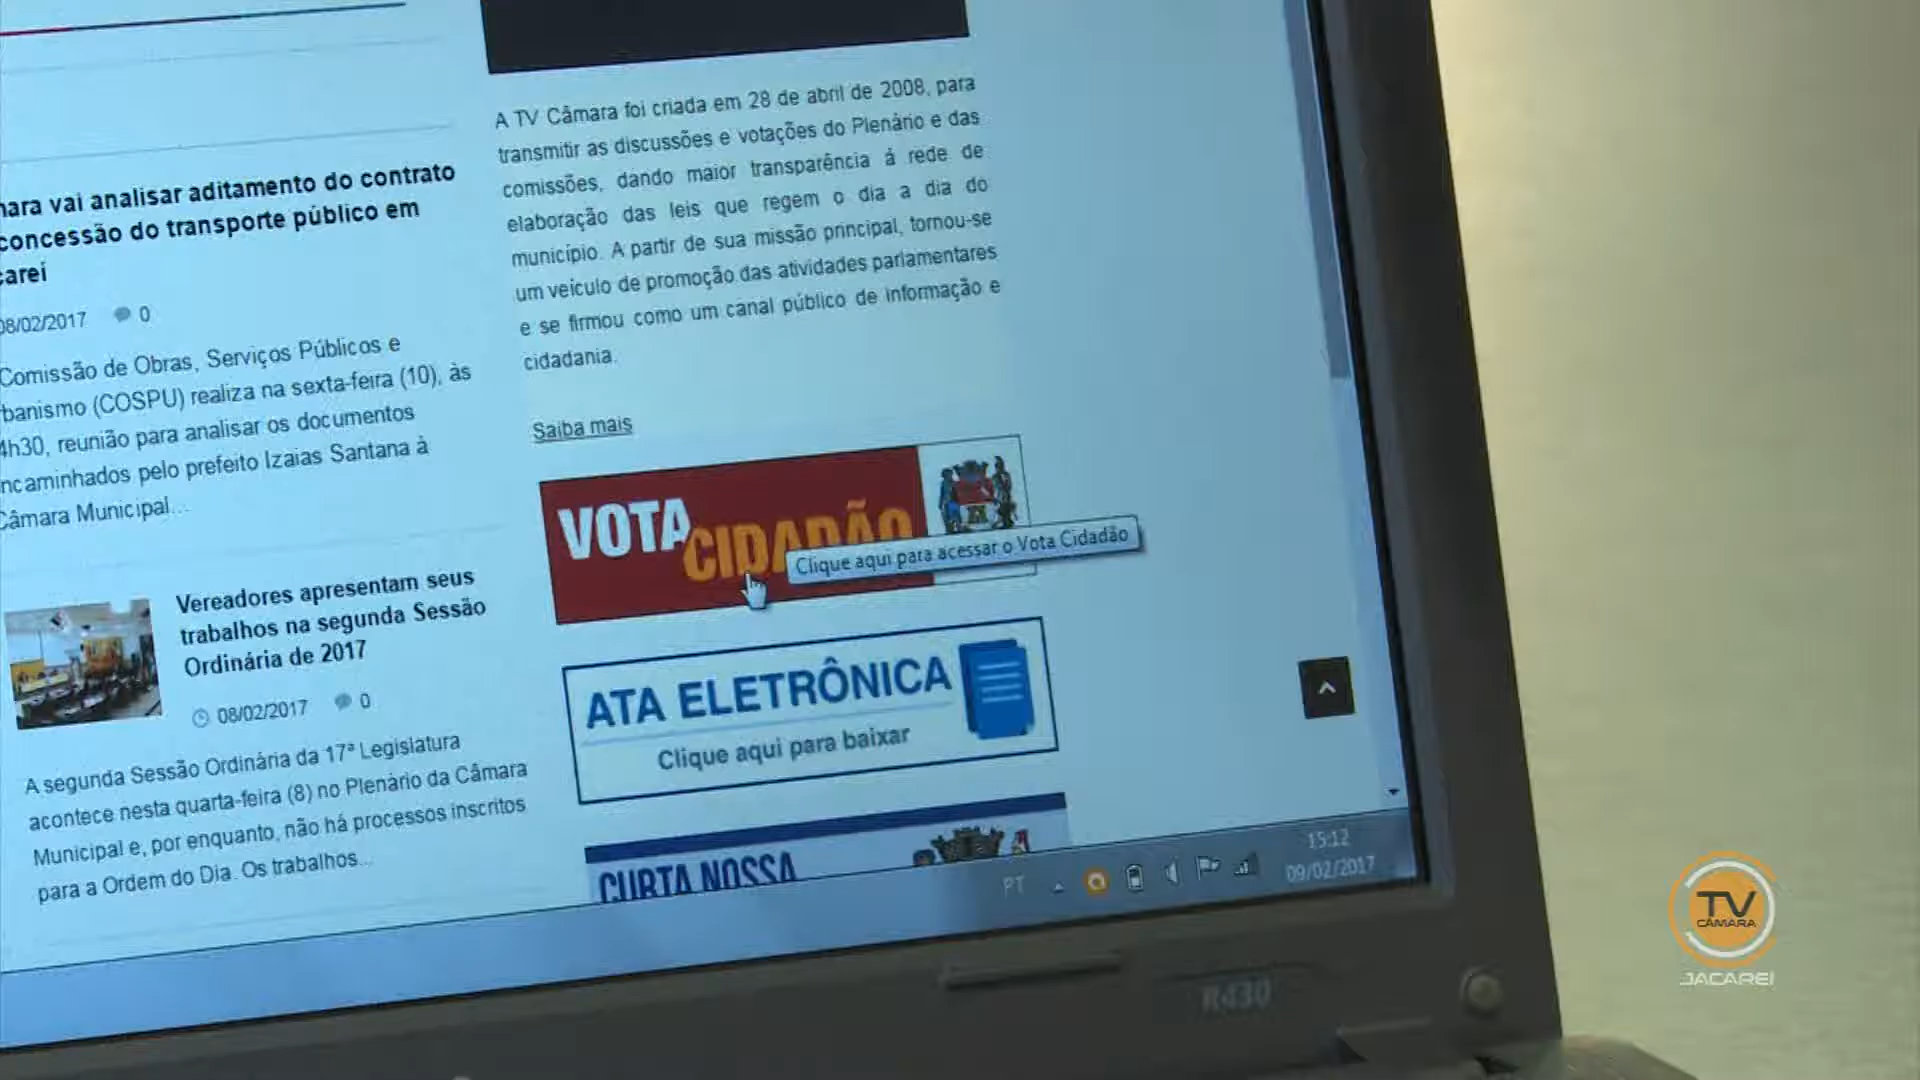 vai analisar aditamento do contrato
concessão do transporte público em
08/02/2017 0
Comissão de Obras, Serviços Públicos e
(COSPU) realiza na sexta-feira (10), às
4h30, reunião para analisar os documentos
ncaminhados pelo prefeito Izaias Santana à
Câmara Municipal...
Vereadores apresentam seus
trabalhos na segunda Sessão
Ordinária de 2017
08/02/2017 0
A segunda Sessão Ordinária da 17ª Legislatura
acontece nesta quarta-feira (8) no Plenário da Câmara
Municipal e, por enquanto, não há processos inscritos
para a Ordem do Dia. Os trabalhos...
A TV Câmara foi criada em 28 de abril de 2008, para
transmitir as discussões e votações do Plenário e das
comissões, dando maior transparência á rede de
elaboração das leis que regem o dia a dia do
município. A partir de sua missão principal, tornou-se
um veículo de promoção das atividades parlamentares
e se firmou como um canal público de informação e
cidadania.
Saiba mais
VOTA
CIDADÃO
Clique aqui para acessar o Vota Cidadão
ATA ELETRÔNICA
Clique aqui para baixar
CURTA NOSSA
PT
15:12
09/02/2017
R430
TV
CÂMARA
JACAREÍ